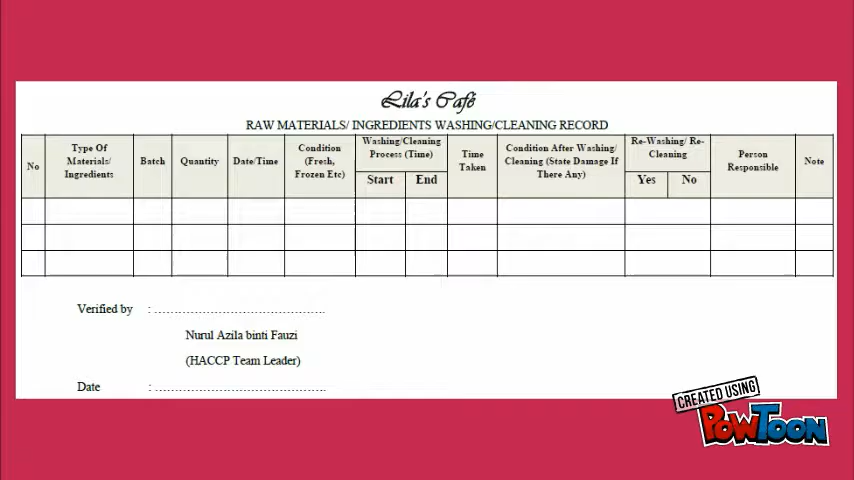 Lila's Café
RAW MATERIALS/ INGREDIENTS WASHING/CLEANING RECORD
No
Type Of
Materials/
Ingredients
Batch
Quantity
Date/Time
Condition
(Fresh,
Frozen Etc)
Washing/Cleaning
Process (Time)
Start
End
Time
Taken
Condition After Washing/
Cleaning (State Damage If
There Any)
Re-Washing/ Re-
Cleaning
Yes
No
Person
Responsible
Note
Verified by : ................................................
Nurul Azila binti Fauzi
(HACCP Team Leader)
Date : ................................................
CREATED USING
POWTOON